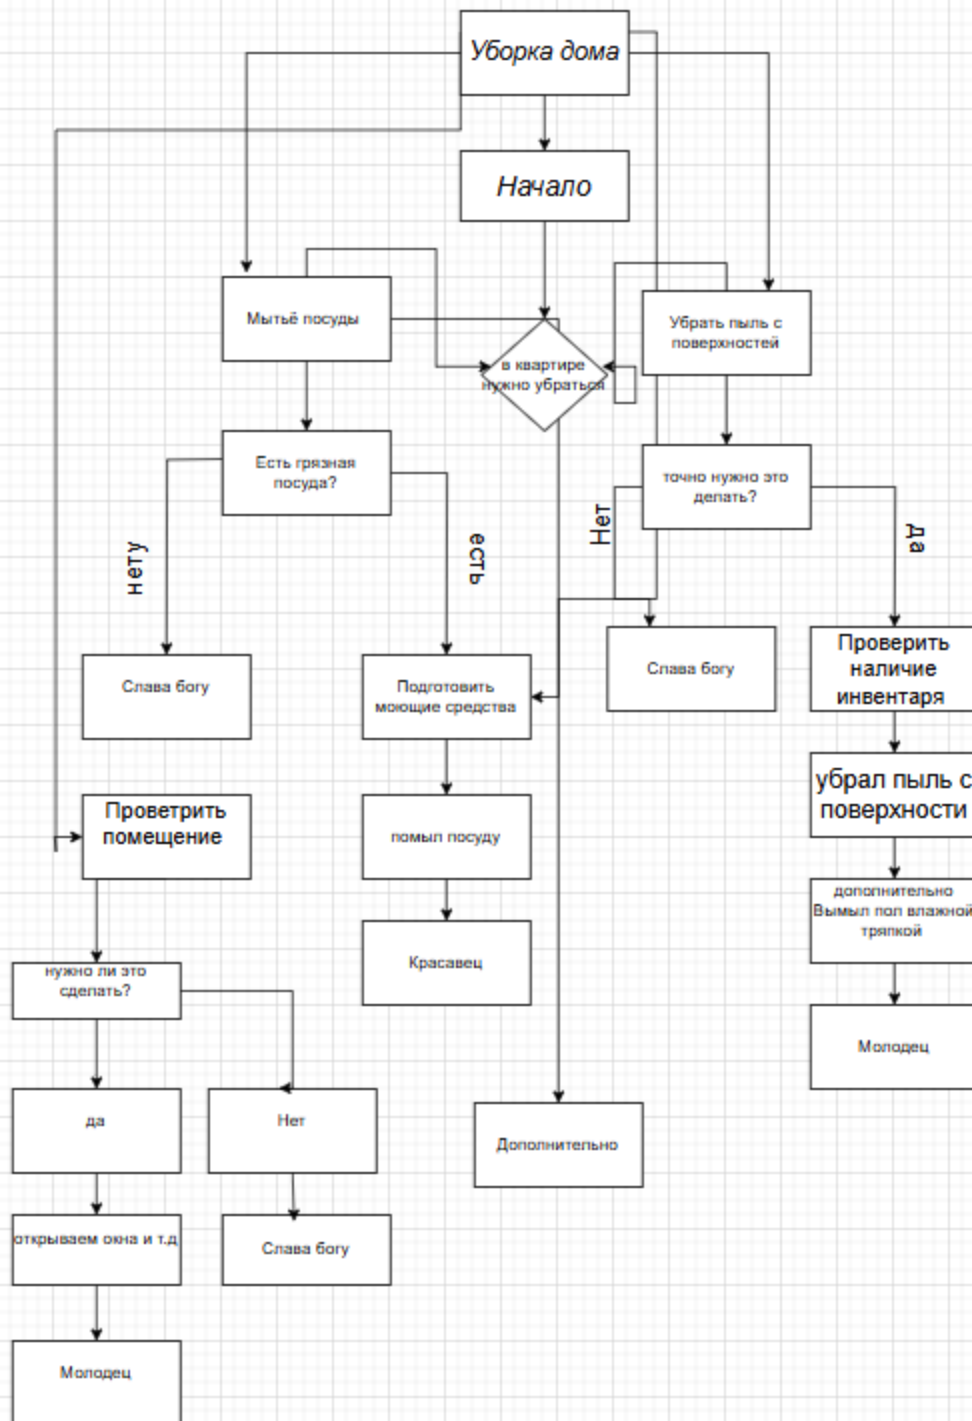 Уборка дома
Начало
Мытьё посуды
Убрать пыль с
поверхностей
в квартире
нужно убраться
Есть грязная
посуда?
точно нужно это
делать?
нету
есть
Нет
да
Слава богу
Подготовить
моющие средства
Слава богу
Проверить
наличие
инвентаря
Проветрить
помещение
помыл посуду
убрал пыль с
поверхности
дополнительно
Вымыл пол влажной
тряпкой
Красавец
нужно ли это
сделать?
Молодец
да
Нет
Дополнительно
открываем окна и т.д
Слава богу
Молодец